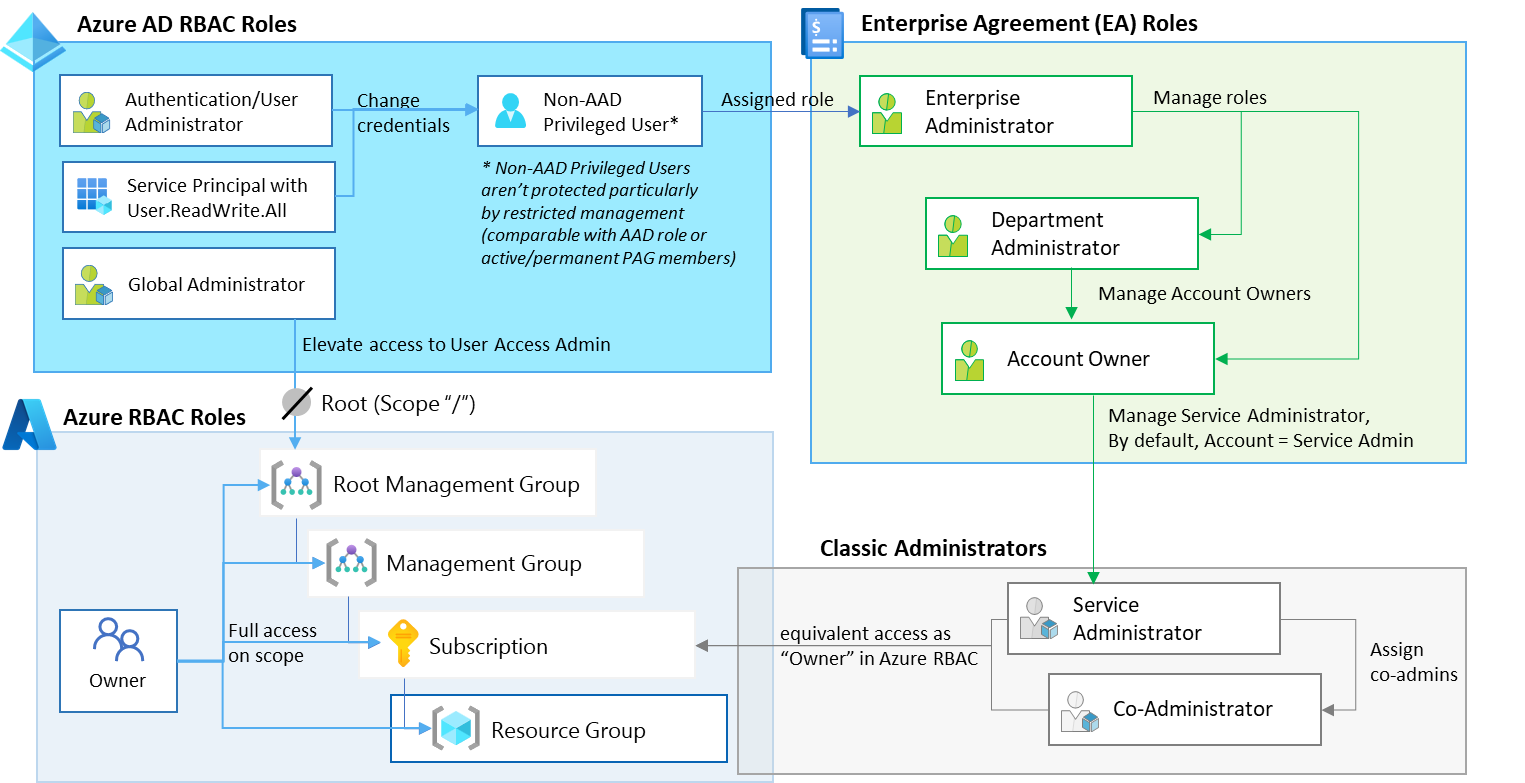 Azure AD RBAC Roles
Authentication/User
Administrator
Change
credentials
Non-AAD
Privileged User*
Service Principal with
User.ReadWrite.All
* Non-AAD Privileged Users
aren't protected particularly
by restricted management
(comparable with AAD role or
active/permanent PAG members)
Global Administrator
Elevate access to User Access Admin
Assigned role
Enterprise Agreement (EA) Roles
$
Enterprise
Administrator
Manage roles
Department
Administrator
Manage Account Owners
Account Owner
Manage Service Administrator,
By default, Account = Service Admin
Root (Scope "/")
Azure RBAC Roles
Root Management Group
Management Group
Subscription
Resource Group
Owner
Full access
on scope
Classic Administrators
Service
Administrator
Co-Administrator
Assign
co-admins
equivalent access as
"Owner" in Azure RBAC